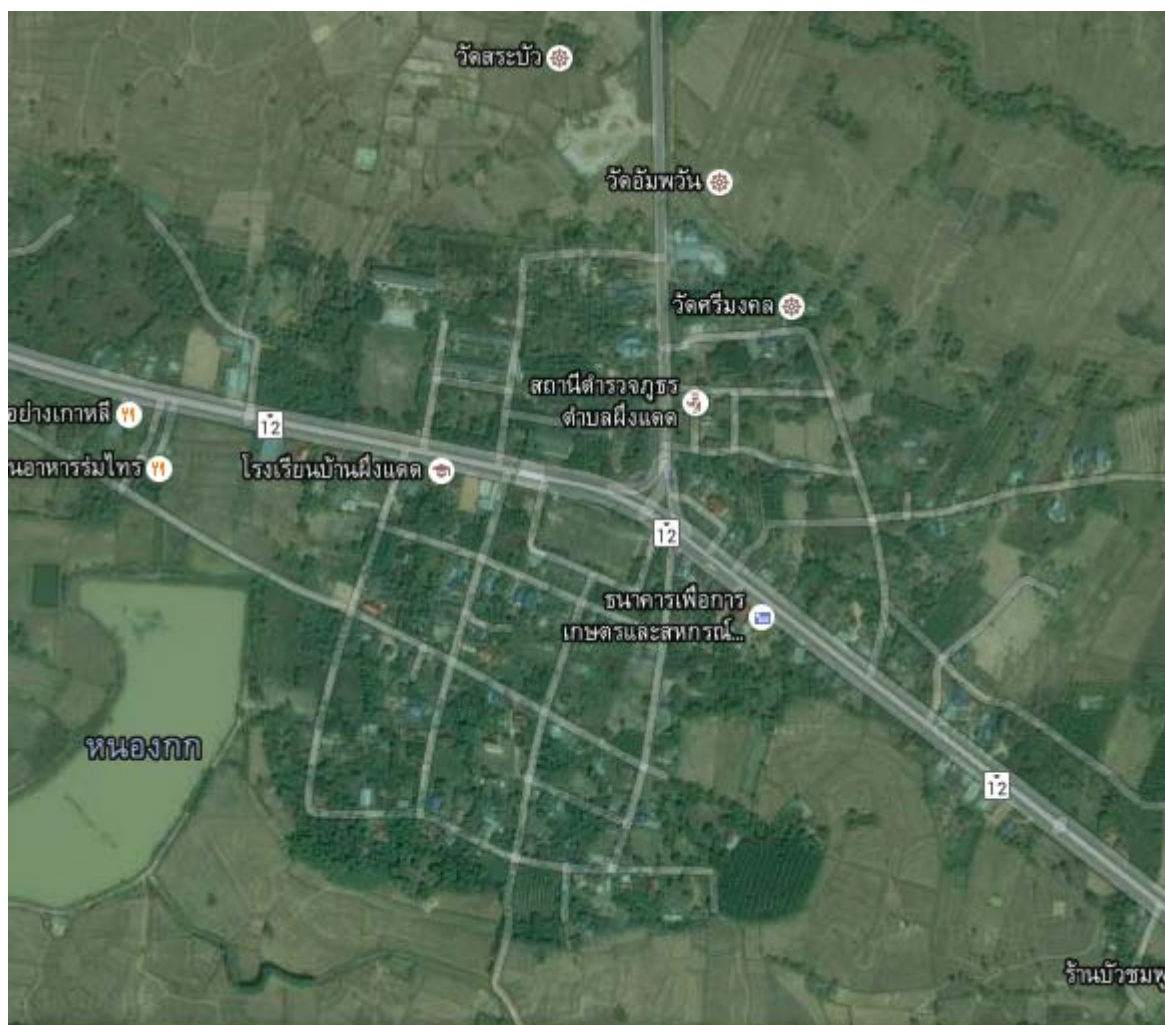 วัดสระบัว
วัดอัมพวัน
วัดศรีมงคล
สถานีตำรวจภูธร
ตำบลผึ่งแดด
อย่างเกาหลี
12
นอาหารร่มไทร
โรงเรียนบ้านผึ่งแดด
12
ธนาคารเพื่อการ
เกษตรและสหกรณ์...
หนองกก
12
ร้านบัวชมพู